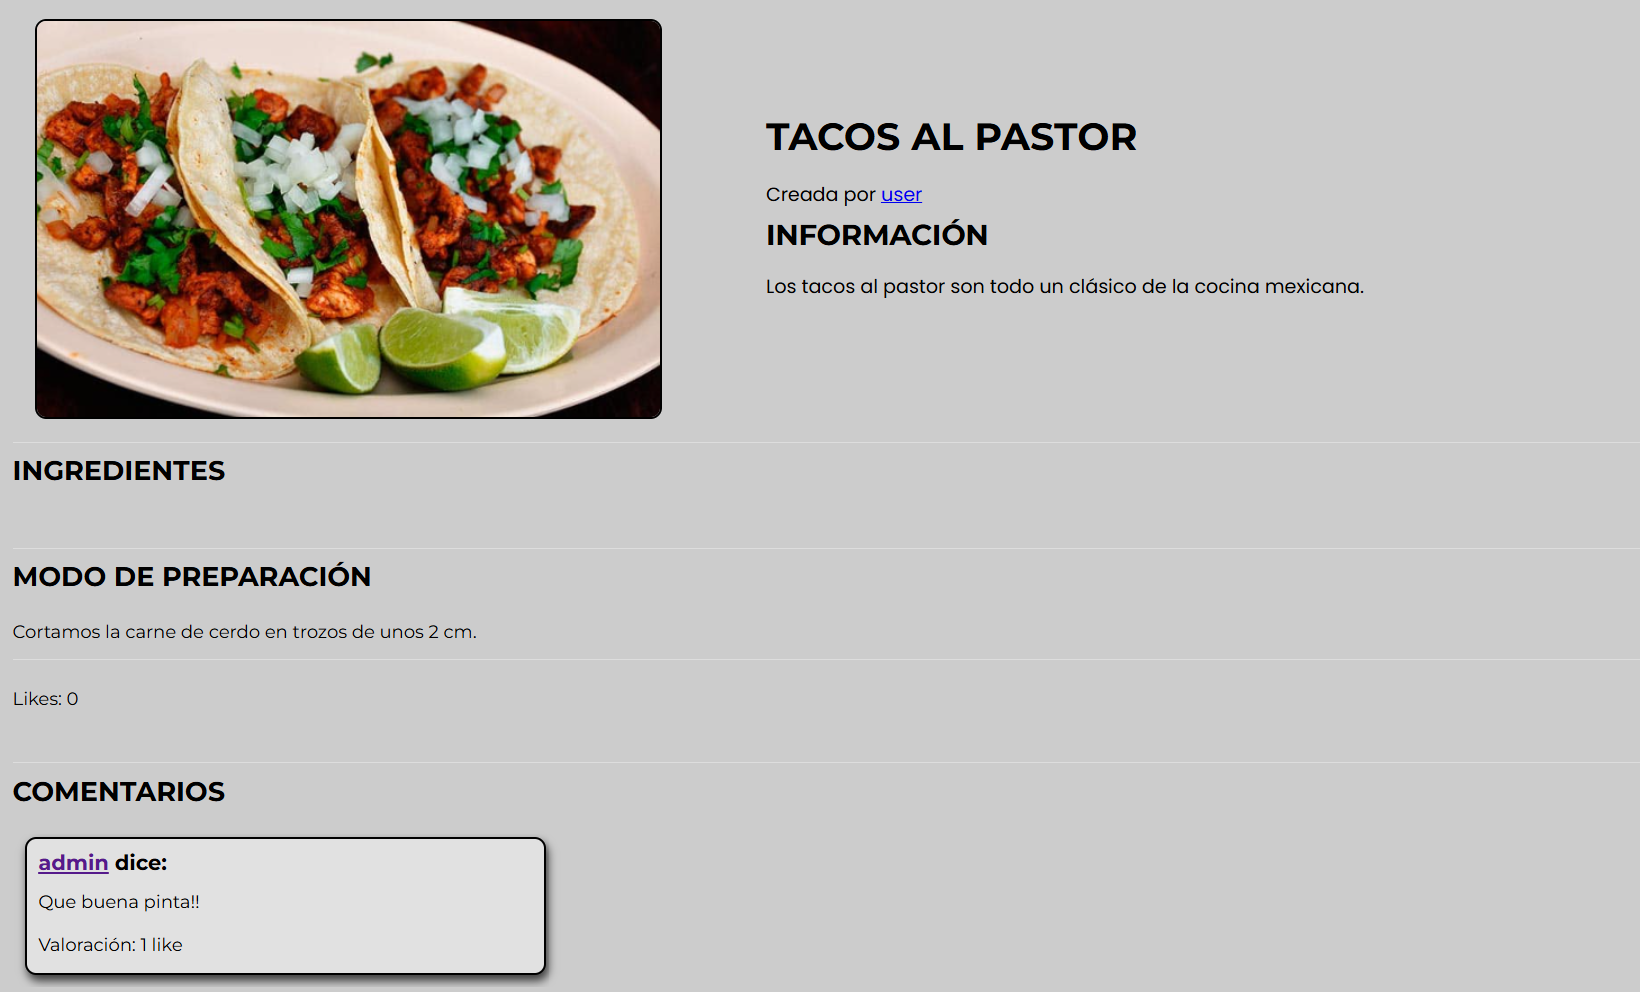 TACOS AL PASTOR
Creada por user
INFORMACIÓN
Los tacos al pastor son todo un clásico de la cocina mexicana.
INGREDIENTES
MODO DE PREPARACIÓN
Cortamos la carne de cerdo en trozos de unos 2 cm.
Likes: 0
COMENTARIOS
admin dice:
Que buena pinta!!
Valoración: 1 like